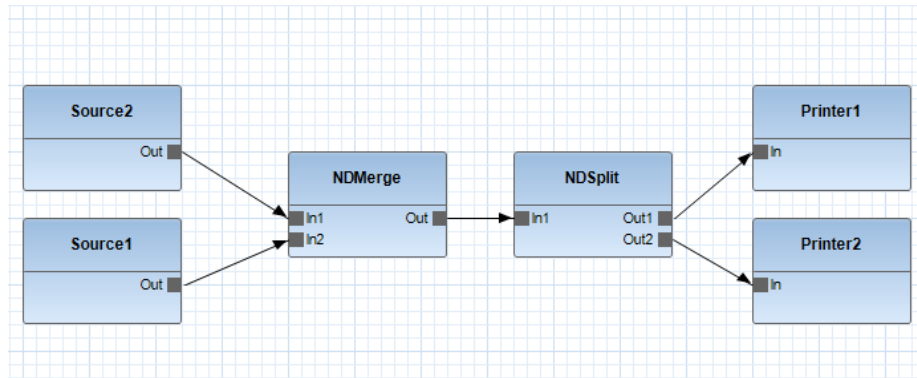 Source2
Out
Source1
Out
NDMerge
In1 Out
In2
NDSplit
In1 Out1
Out2
Printer1
In
Printer2
In